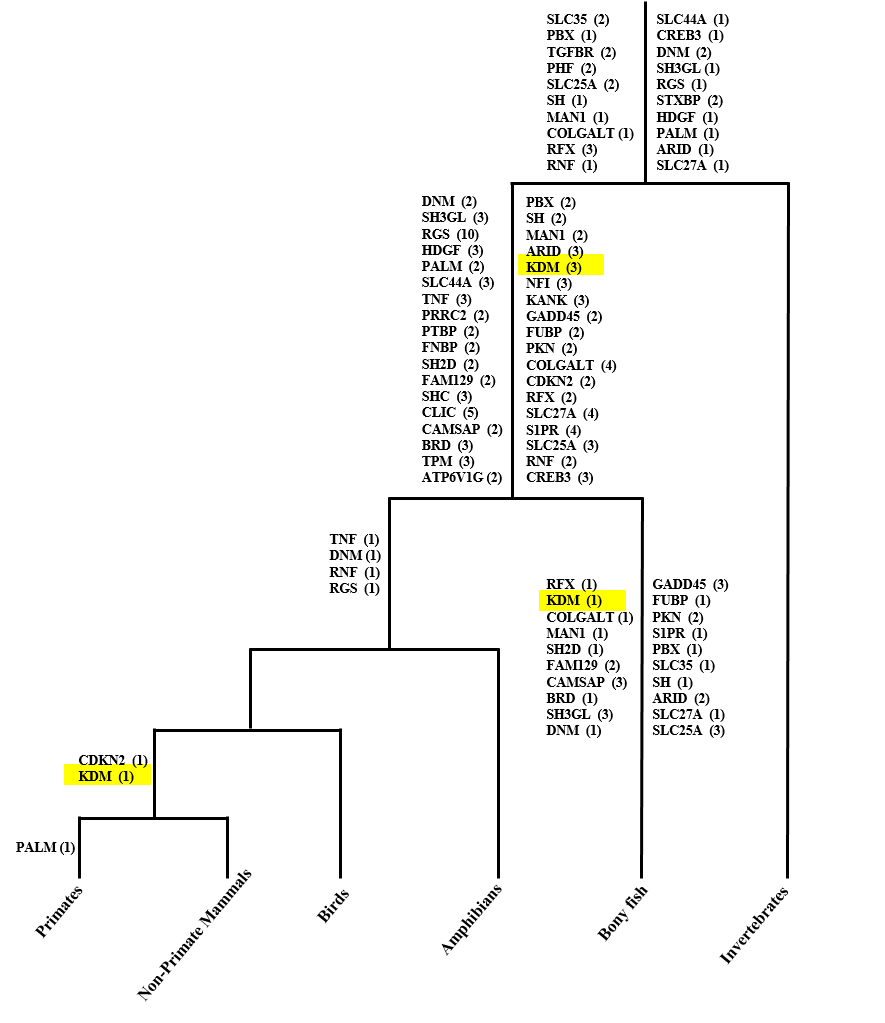 SLC35 (2)
PBX (1)
TGFBR (2)
PHF (2)
SLC25A (2)
SH (1)
MAN1 (1)
COLGALT (1)
RFX (3)
RNF (1)
SLC44A (1)
CREB3 (1)
DNM (2)
SH3GL (1)
RGS (1)
STXBP (2)
HDGF (1)
PALM (1)
ARID (1)
SLC27A (1)
DNM (2)
SH3GL (3)
RGS (10)
HDGF (3)
PALM (2)
SLC44A (3)
TNF (3)
PRRC2 (2)
PTBP (2)
FNBP (2)
SH2D (2)
FAM129 (2)
SHC (3)
CLIC (5)
CAMSAP (2)
BRD (3)
TPM (3)
ATP6V1G (2)
PBX (2)
SH (2)
MAN1 (2)
ARID (3)
KDM (3)
NFI (3)
KANK (3)
GADD45 (2)
FUBP (2)
PKN (2)
COLGALT (4)
CDKN2 (2)
RFX (2)
SLC27A (4)
S1PR (4)
SLC25A (3)
RNF (2)
CREB3 (3)
TNF (1)
DNM (1)
RNF (1)
RGS (1)
RFX (1)
KDM (1)
COLGALT (1)
MAN1 (1)
SH2D (1)
FAM129 (2)
CAMSAP (3)
BRD (1)
SH3GL (3)
DNM (1)
GADD45 (3)
FUBP (1)
PKN (2)
S1PR (1)
PBX (1)
SLC35 (1)
SH (1)
ARID (2)
SLC27A (1)
SLC25A (3)
CDKN2 (1)
KDM (1)
PALM (1)
Primates
Non-Primate Mammals
Birds
Amphibians
Bony fish
Invertebrates